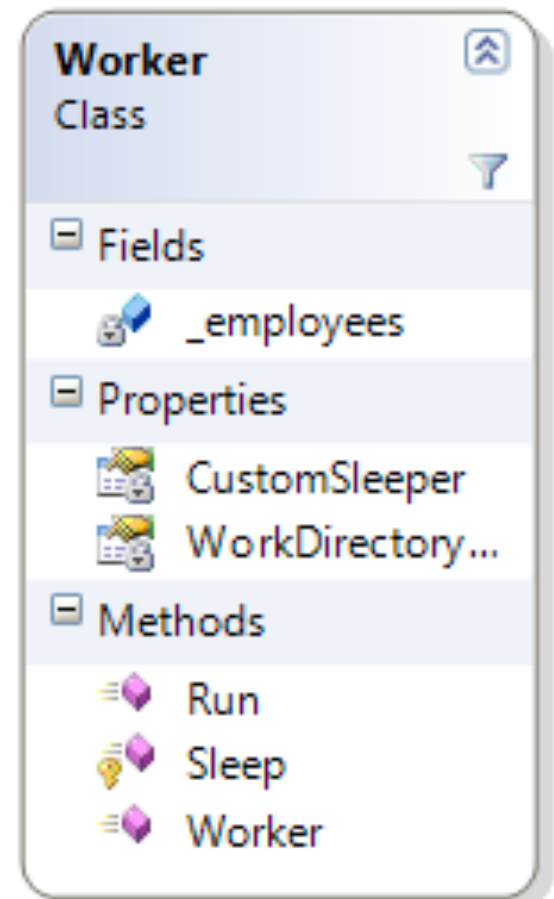 Worker
Class
Fields
_employees
Properties
CustomSleeper
WorkDirectory...
Methods
Run
Sleep
Worker